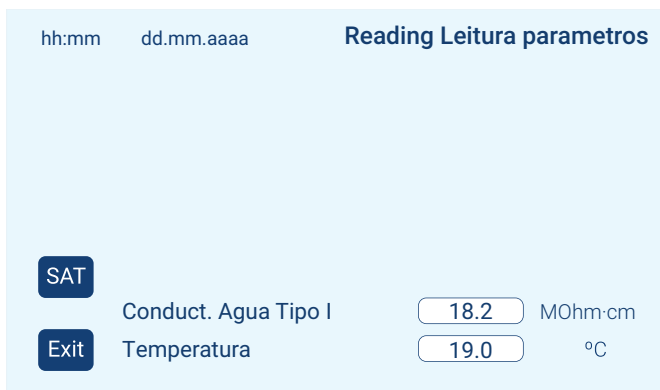 hh:mm dd.mm.aaaa Reading Leitura parametros
SAT
Conduct. Agua Tipo I 18.2 MOhm·cm
Exit Temperatura 19.0 ºC